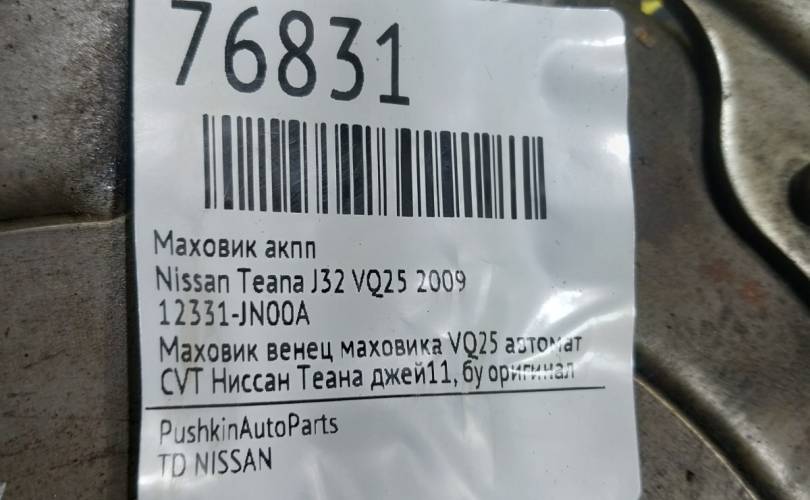 76831
Маховик акпп
Nissan Teana J32 VQ25 2009
12331-JN00A
Маховик венец маховика VQ25 автомат
CVT Ниссан Теана джей11, бу оригинал
PushkinAutoParts
TD NISSAN